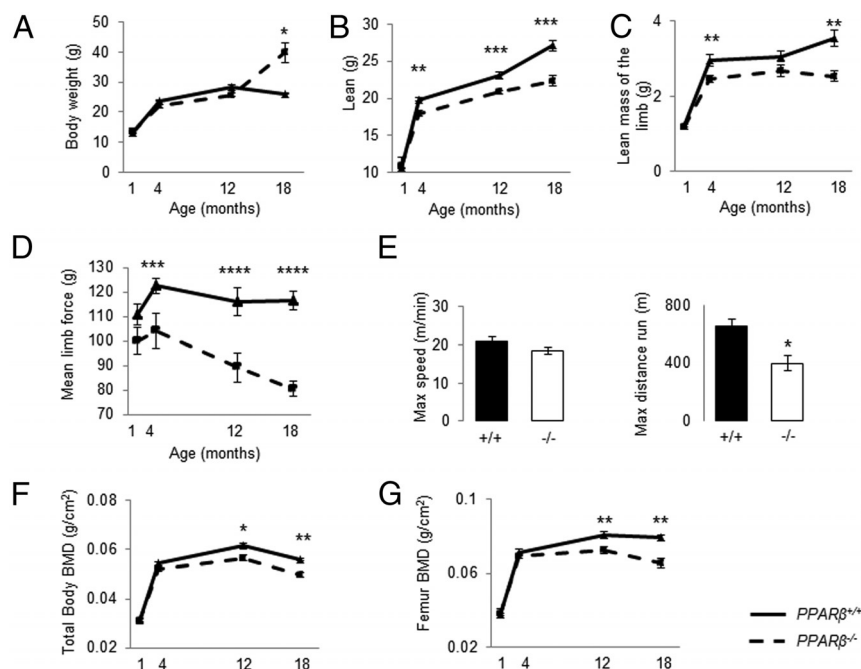 A
Body weight (g)
50
40
30
20
10
0
*
1 4 12 18
Age (months)
B
Lean (g)
30
25
20
15
10
**
***
***
1 4 12 18
Age (months)
C
Lean mass of the
limb (g)
4
2
0
**
**
1 4 12 18
Age (months)
D
Mean limb force (g)
130
120
110
100
90
80
70
***
****
****
1 4 12 18
Age (months)
E
Max speed (m/min)
30
20
10
0
+/+ -/-
Max distance run (m)
800
400
0
*
+/+ -/-
F
Total Body BMD (g/cm²)
0.08
0.06
0.04
0.02
*
**
1 4 12 18
G
Femur BMD (g/cm²)
0.1
0.06
0.02
**
**
1 4 12 18
PPARβ+/+
PPARβ-/-